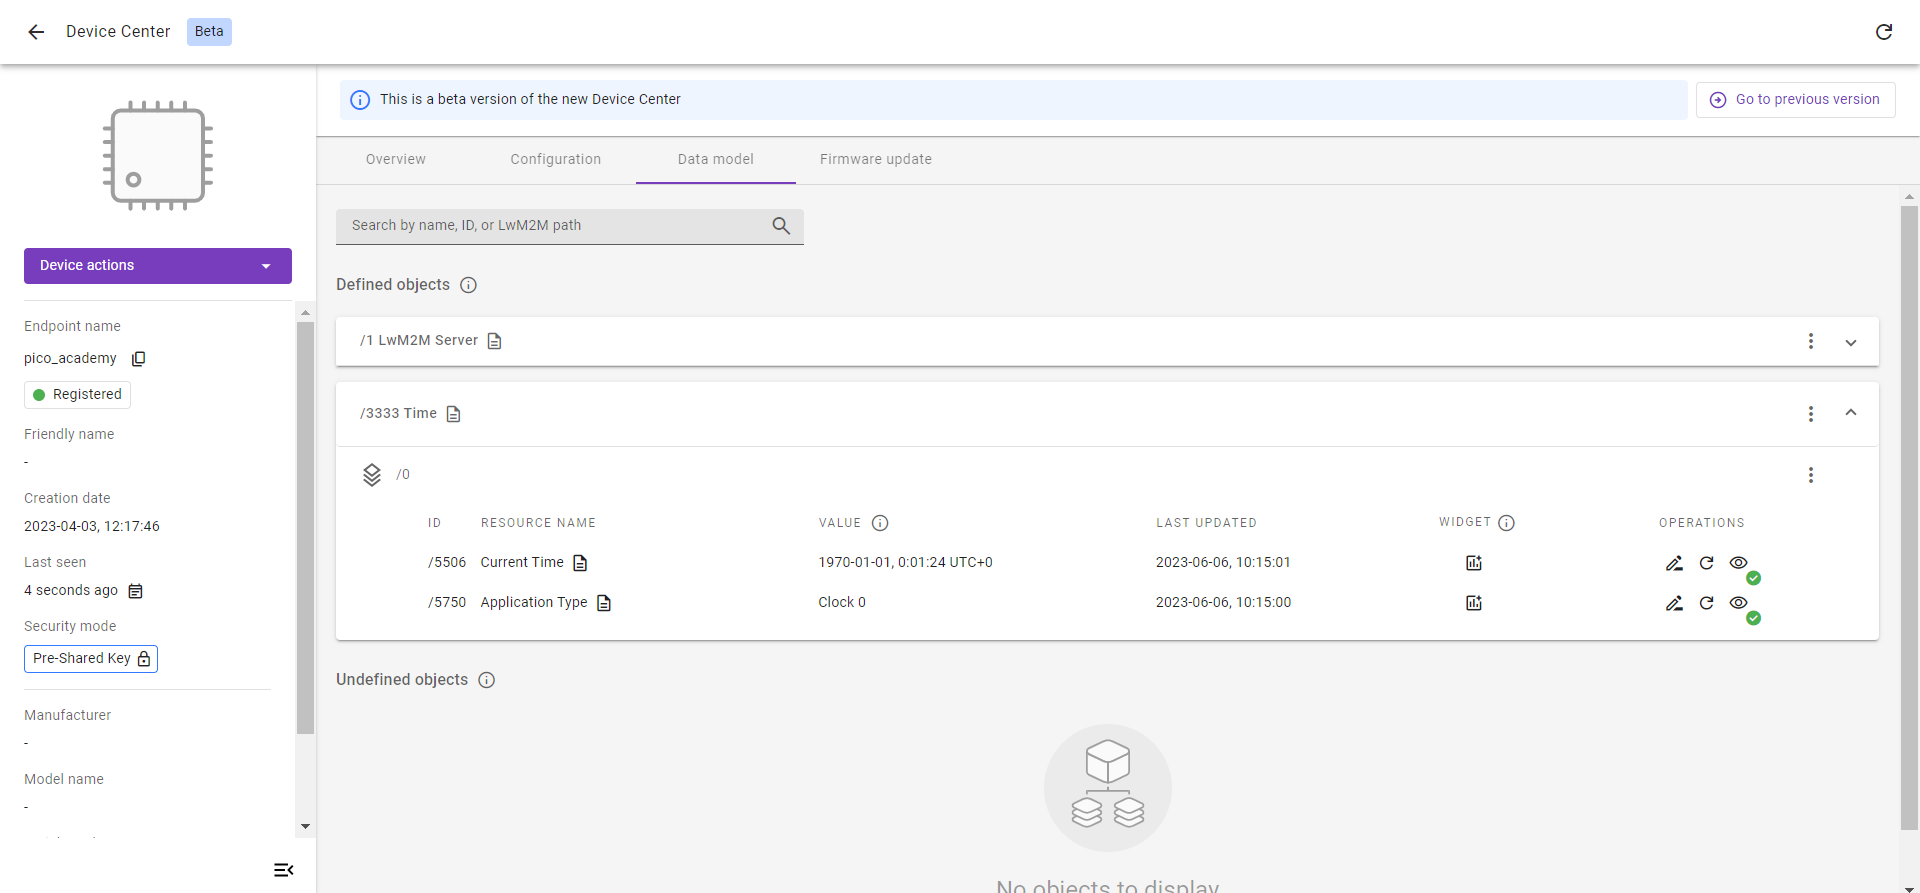 Device Center Beta
This is a beta version of the new Device Center
Go to previous version
Overview Configuration Data model Firmware update
Device actions
Endpoint name
pico_academy
Registered
Friendly name
-
Creation date
2023-04-03, 12:17:46
Last seen
4 seconds ago
Security mode
Pre-Shared Key
Manufacturer
-
Model name
-
Search by name, ID, or LwM2M path
Defined objects
/1 LwM2M Server
/3333 Time
/0
ID RESOURCE NAME VALUE LAST UPDATED WIDGET OPERATIONS
/5506 Current Time 1970-01-01, 0:01:24 UTC+0 2023-06-06, 10:15:01
/5750 Application Type Clock 0 2023-06-06, 10:15:00
Undefined objects
No objects to display